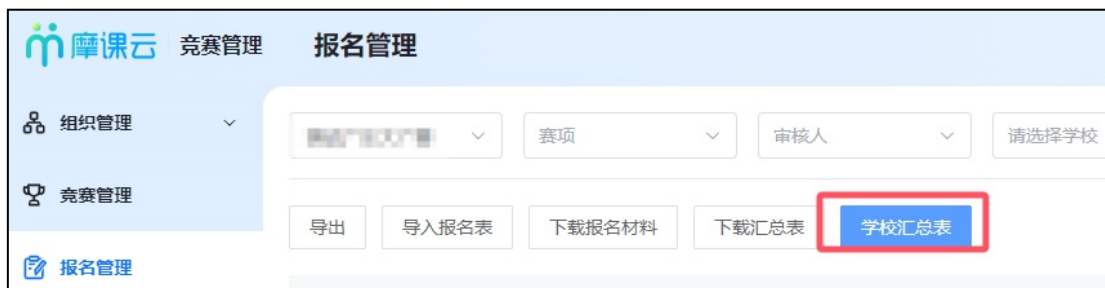 摩课云 竞赛管理 报名管理
组织管理
赛项 审核人 请选择学校
竞赛管理
导出 导入报名表 下载报名材料 下载汇总表 学校汇总表
报名管理